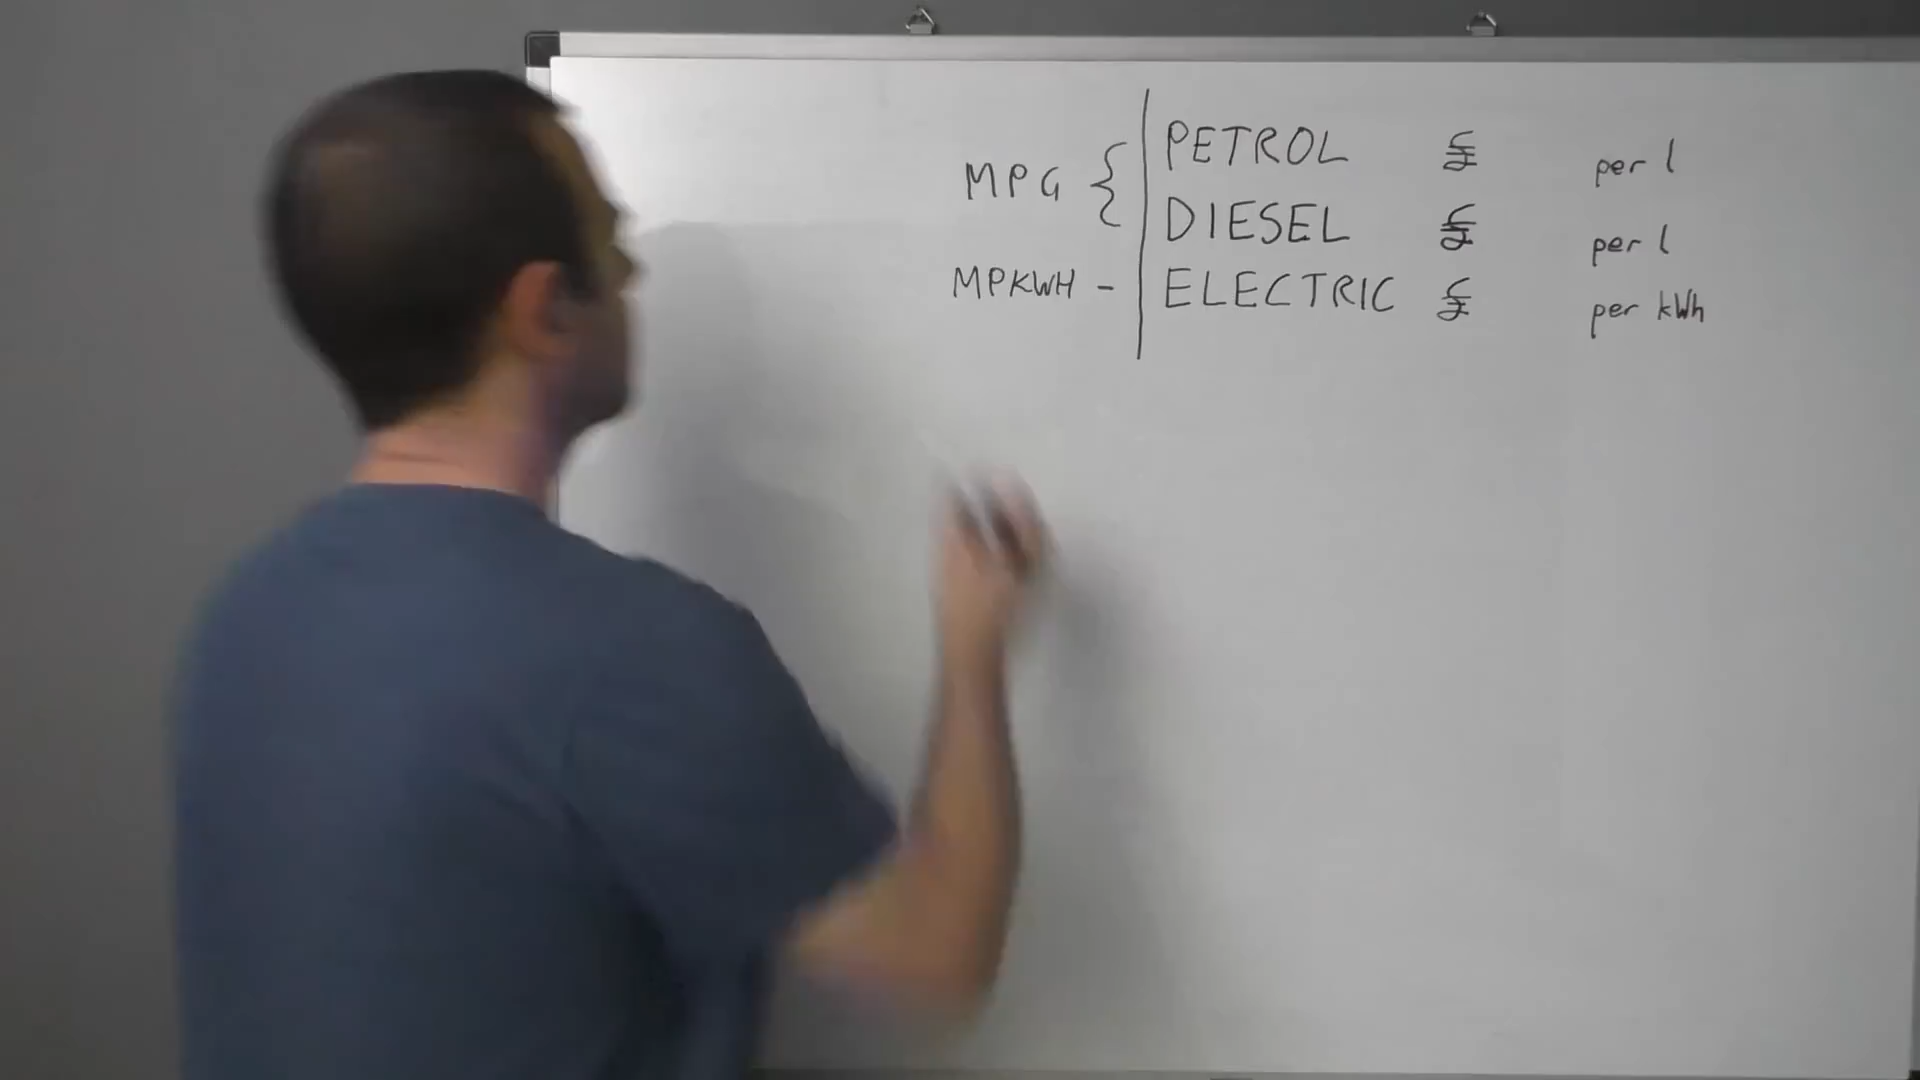 MPG { PETROL £ per l
DIESEL £ per l
MPKWH - ELECTRIC £ per kWh